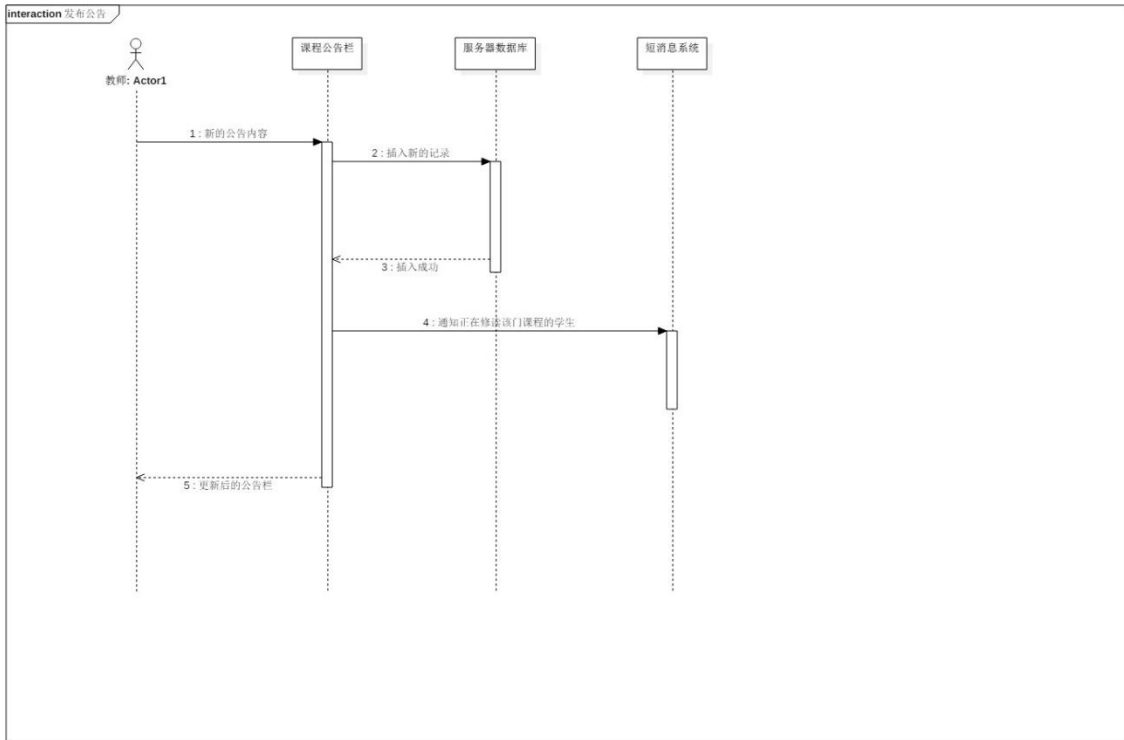 interaction 发布公告
课程公告栏
服务器数据库
短消息系统
教师: Actor1
1 : 新的公告内容
2 : 插入新的记录
3 : 插入成功
4 : 通知正在修读该门课程的学生
5 : 更新后的公告栏